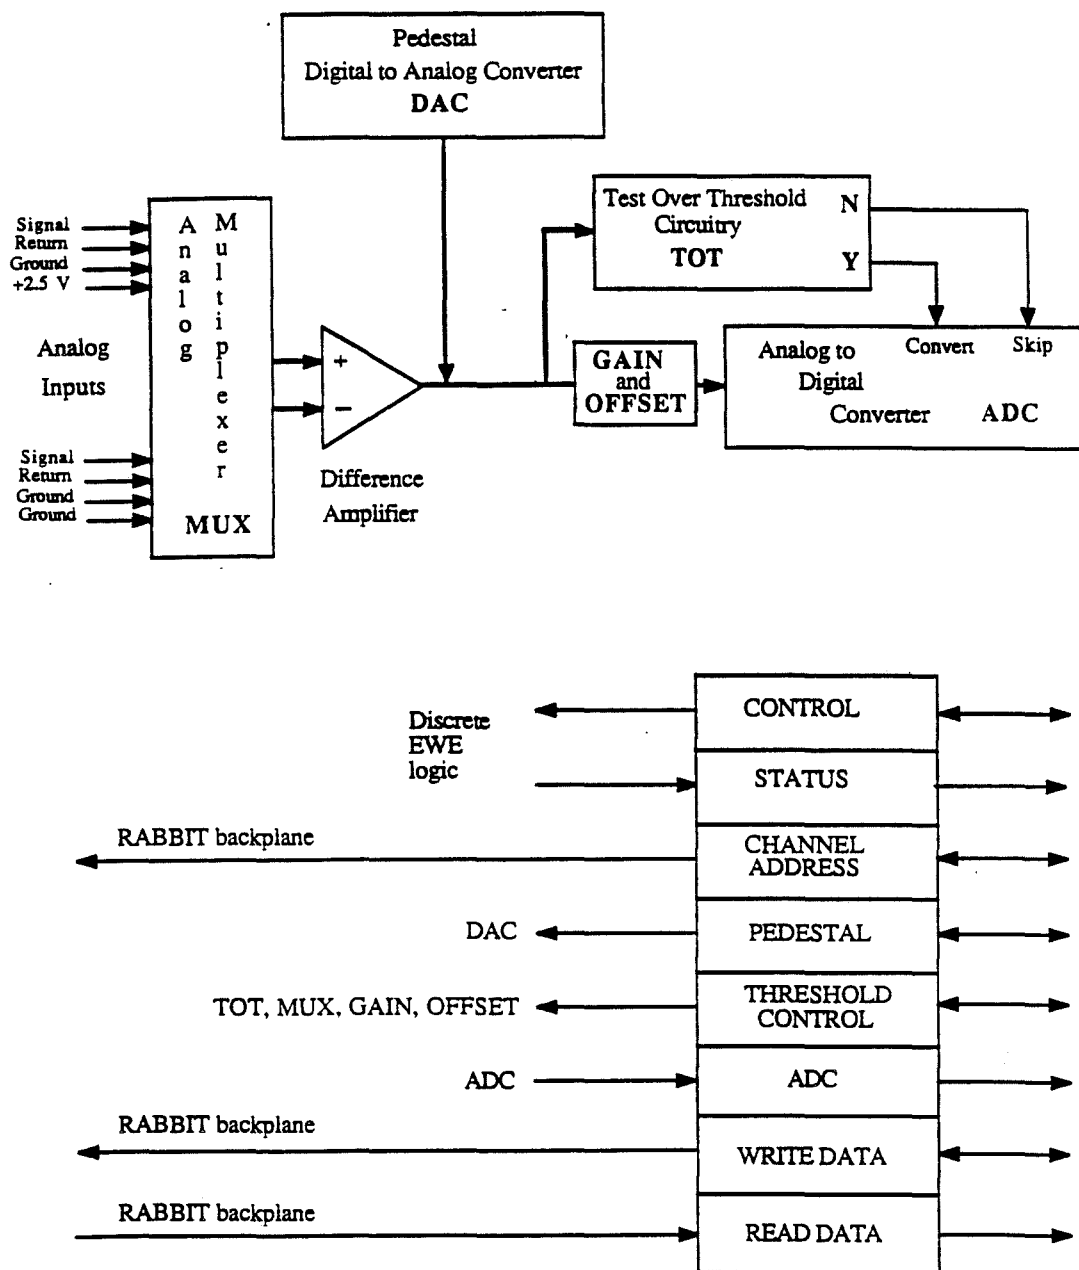 Pedestal
Digital to Analog Converter
DAC
Signal
Return
Ground
+2.5 V
Analog
Inputs
Signal
Return
Ground
Ground
Analog
Multiplexer
MUX
+
−
Difference
Amplifier
Test Over Threshold
Circuitry
TOT
N
Y
GAIN
and
OFFSET
Convert
Skip
Analog to
Digital
Converter ADC
Discrete
EWE
logic
CONTROL
STATUS
RABBIT backplane
CHANNEL
ADDRESS
DAC
PEDESTAL
TOT, MUX, GAIN, OFFSET
THRESHOLD
CONTROL
ADC
ADC
RABBIT backplane
WRITE DATA
RABBIT backplane
READ DATA